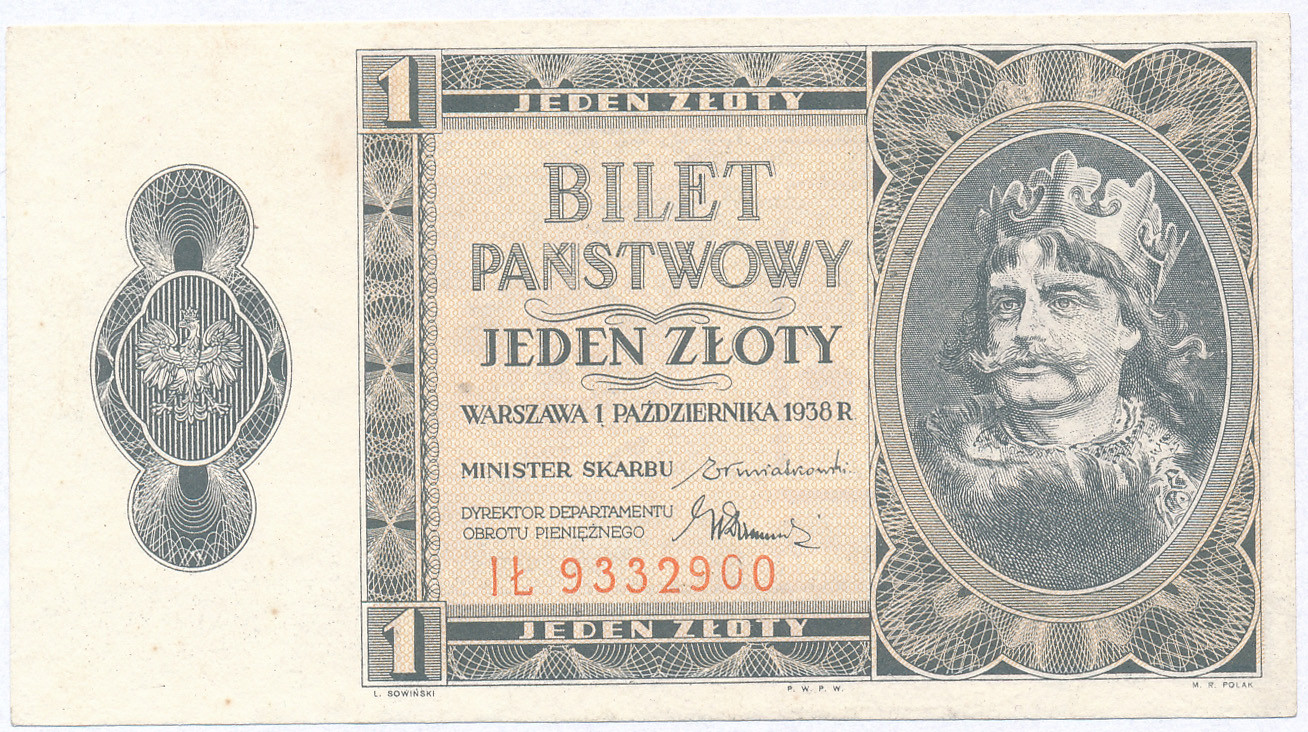 1
JEDEN ZŁOTY
BILET
PAŃSTWOWY
JEDEN ZŁOTY
WARSZAWA 1 PAŹDZIERNIKA 1938 R
MINISTER SKARBU
DYREKTOR DEPARTAMENTU
OBROTU PIENIĘŻNEGO
IŁ 9332900
1
JEDEN ZŁOTY
L. SOWIŃSKI
P. W. P. W.
M. R. POLAK